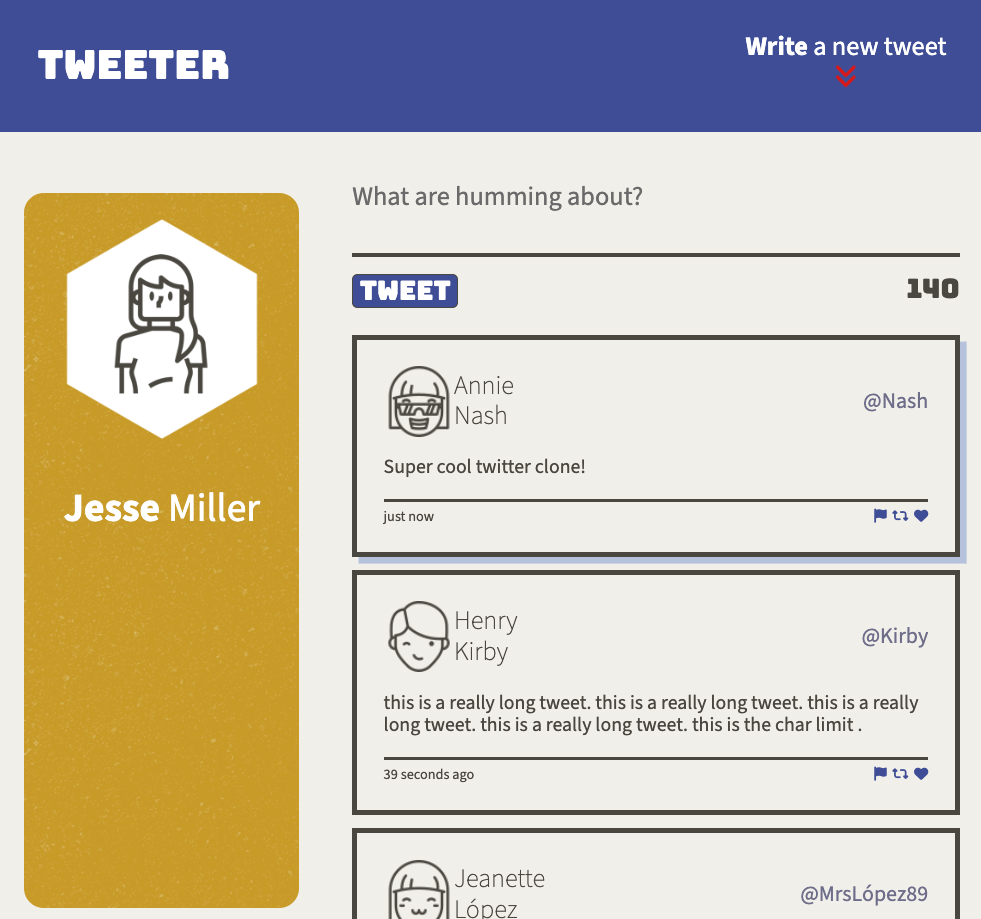 TWEETER
Write a new tweet
Jesse Miller
What are humming about?
TWEET
140
Annie
Nash
@Nash
Super cool twitter clone!
just now
Henry
Kirby
@Kirby
this is a really long tweet. this is a really long tweet. this is a really
long tweet. this is a really long tweet. this is the char limit .
39 seconds ago
Jeanette
López
@MrsLópez89